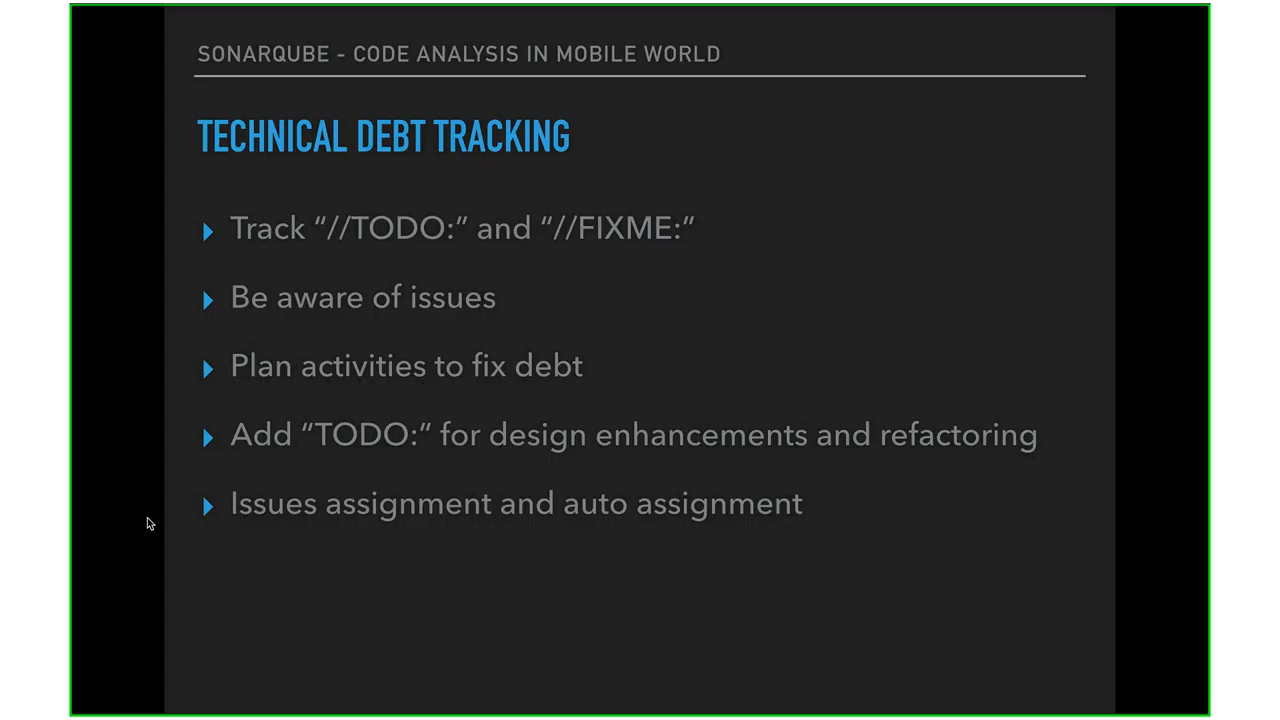 SONARQUBE - CODE ANALYSIS IN MOBILE WORLD
TECHNICAL DEBT TRACKING
Track “//TODO:” and “//FIXME:”
Be aware of issues
Plan activities to fix debt
Add “TODO:” for design enhancements and refactoring
Issues assignment and auto assignment